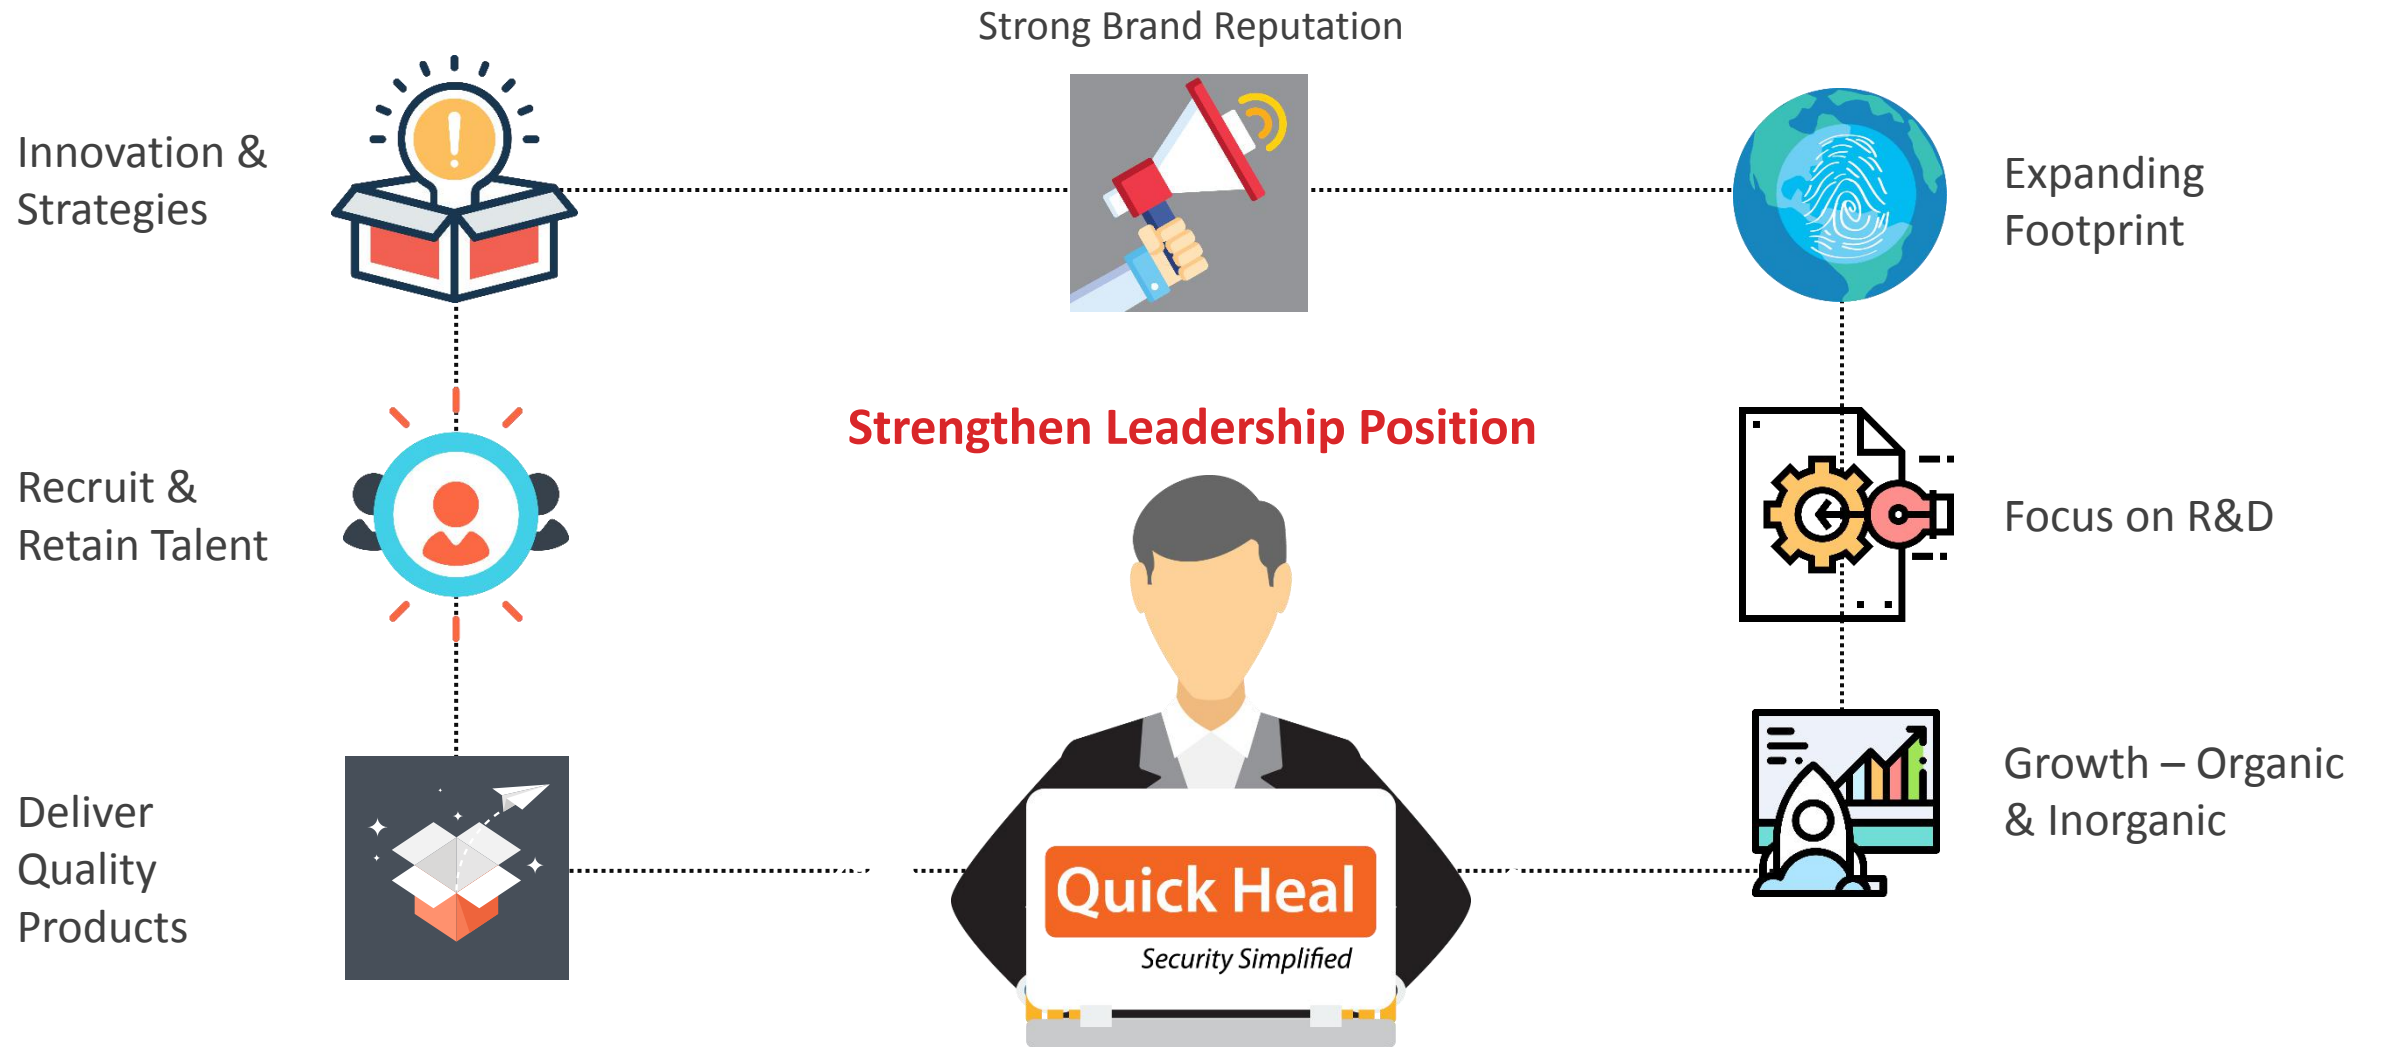 Strong Brand Reputation
Innovation &
Strategies
Expanding
Footprint
Strengthen Leadership Position
Recruit &
Retain Talent
Focus on R&D
Growth – Organic
& Inorganic
Deliver
Quality
Products
Quick Heal
Security Simplified